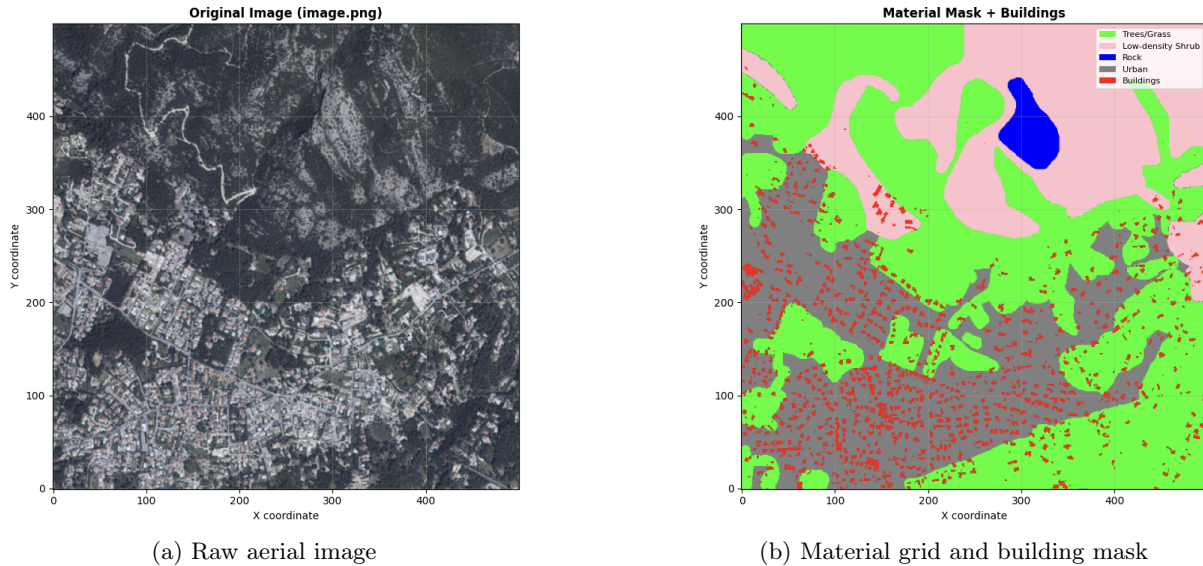 Original Image (image.png)
400
300
200
100
0
Y coordinate
0
100
200
300
400
X coordinate
(a) Raw aerial image
Material Mask + Buildings
Trees/Grass
Low-density Shrub
Rock
Urban
Buildings
400
300
200
100
0
Y coordinate
0
100
200
300
400
X coordinate
(b) Material grid and building mask